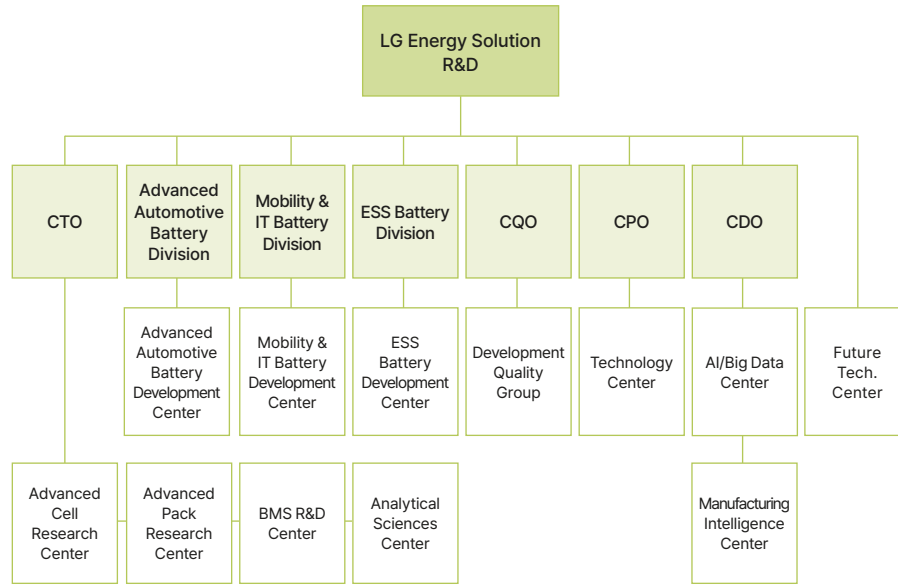 LG Energy Solution
R&D
CTO
Advanced
Automotive
Battery
Division
Mobility &
IT Battery
Division
ESS Battery
Division
CQO
CPO
CDO
Advanced
Automotive
Battery
Development
Center
Mobility &
IT Battery
Development
Center
ESS
Battery
Development
Center
Development
Quality
Group
Technology
Center
AI/Big Data
Center
Future
Tech.
Center
Advanced
Cell
Research
Center
Advanced
Pack
Research
Center
BMS R&D
Center
Analytical
Sciences
Center
Manufacturing
Intelligence
Center